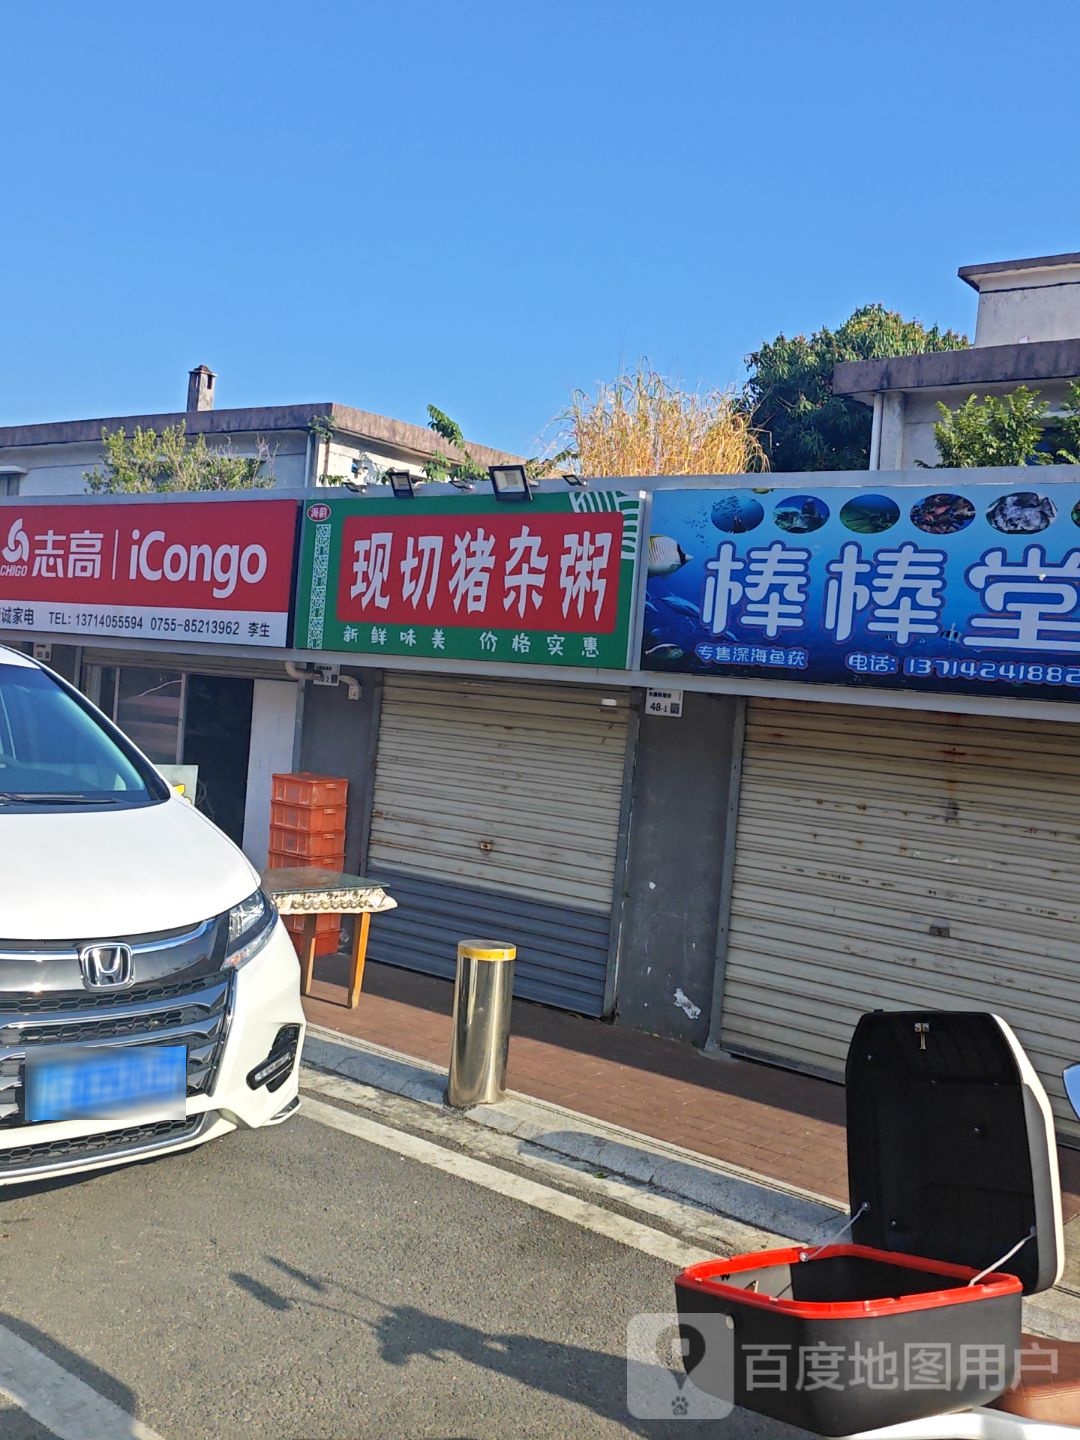 CHIGO 志高 | iCongo
诚家电 TEL: 13714055594 0755-85213962 李生
海韵
现切猪杂粥
新鲜味美 价格实惠
棒棒堂
专售深海鱼获 电话: 13714241882
48-1
百度地图用户